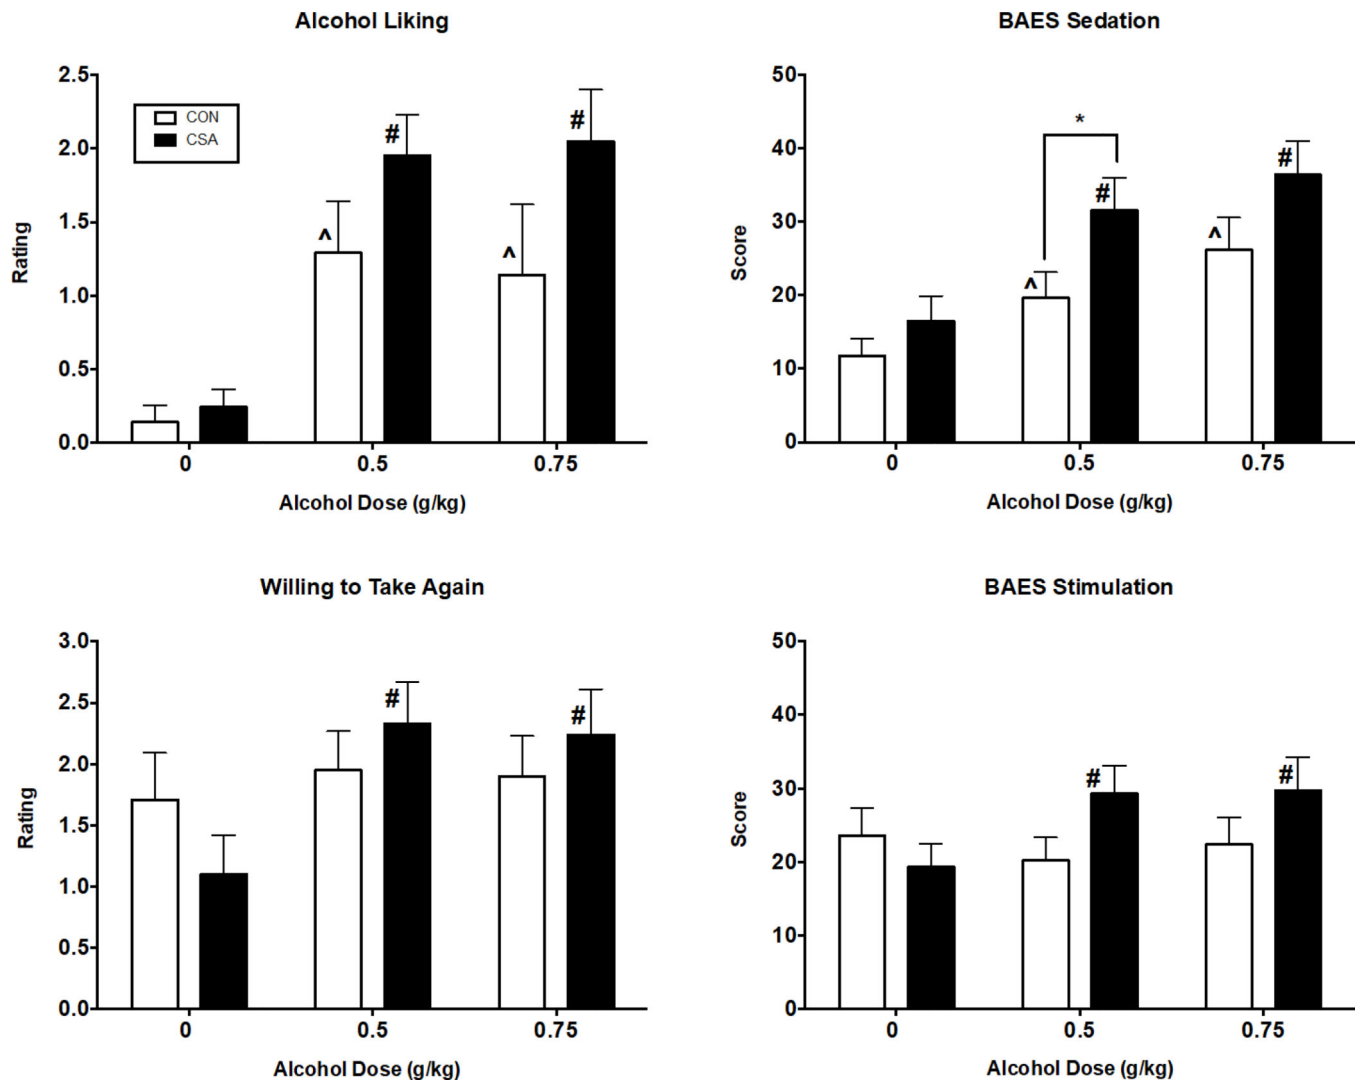 Alcohol Liking
2.5
2.0
1.5
1.0
0.5
0.0
Rating
CON
CSA
^
#
^
#
0 0.5 0.75
Alcohol Dose (g/kg)
BAES Sedation
50
40
30
20
10
0
Score
*
^
#
^
#
0 0.5 0.75
Alcohol Dose (g/kg)
Willing to Take Again
3.0
2.5
2.0
1.5
1.0
0.5
0.0
Rating
#
#
0 0.5 0.75
Alcohol Dose (g/kg)
BAES Stimulation
50
40
30
20
10
0
Score
#
#
0 0.5 0.75
Alcohol Dose (g/kg)